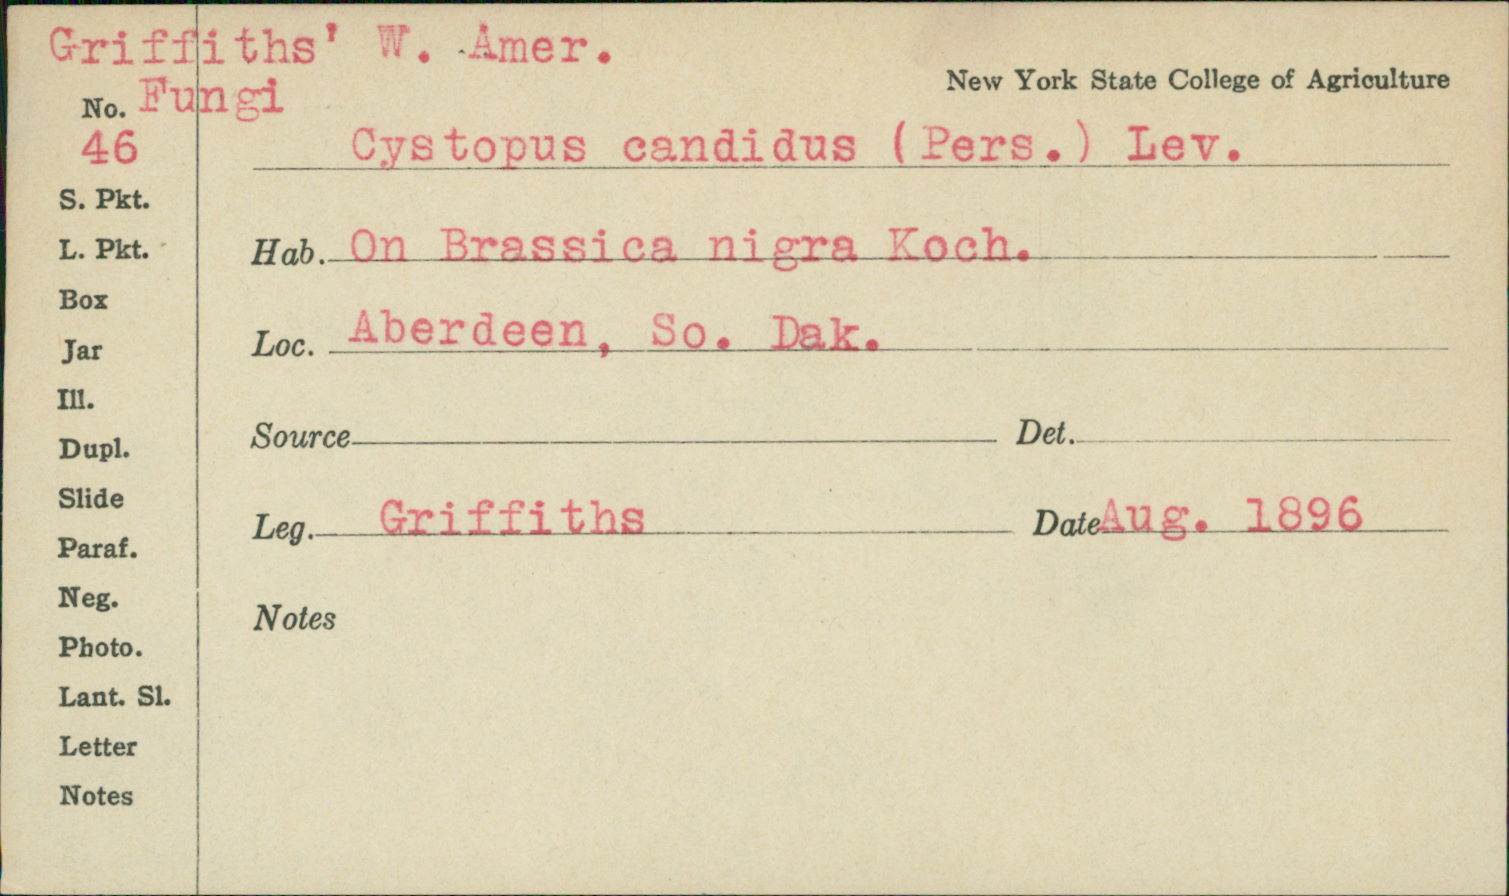 Griffiths' W. Amer.
New York State College of Agriculture
No. Fungi
46
Cystopus candidus (Pers.) Lev.
S. Pkt.
L. Pkt.
Hab. On Brassica nigra Koch.
Box
Jar
Loc. Aberdeen, So. Dak.
Ill.
Dupl.
Source Det.
Slide
Leg. Griffiths Date Aug. 1896
Paraf.
Neg.
Notes
Photo.
Lant. Sl.
Letter
Notes